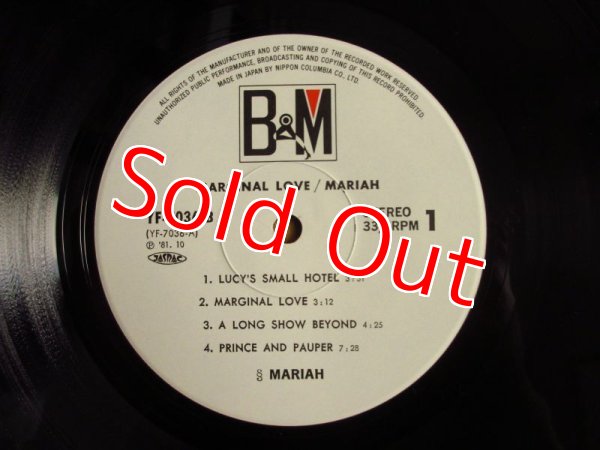 ALL RIGHTS OF THE MANUFACTURER AND OF THE OWNER OF THE RECORDED WORK RESERVED.
UNAUTHORIZED PUBLIC PERFORMANCE, BROADCASTING AND COPYING OF THIS RECORD PROHIBITED.
MADE IN JAPAN BY NIPPON COLUMBIA CO., LTD.
B&M
LOVE / MARIAH
Sold Out
(YF-7038-A)
Ⓟ '81. 10
RPM 1
JASRAC
1. LUCY'S SMALL HOTEL
2. MARGINAL LOVE 3:12
3. A LONG SHOW BEYOND 4:25
4. PRINCE AND PAUPER 7:28
§ MARIAH